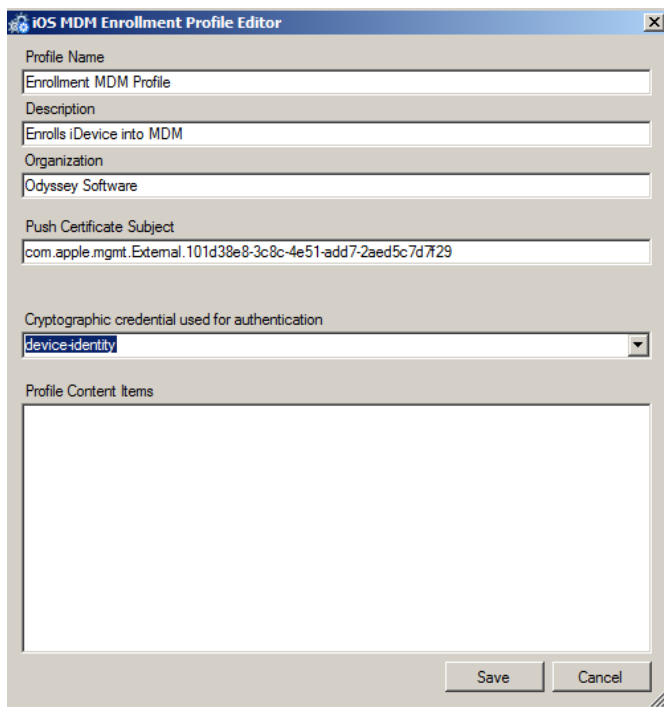 iOS MDM Enrollment Profile Editor
Profile Name
Enrollment MDM Profile
Description
Enrolls iDevice into MDM
Organization
Odyssey Software
Push Certificate Subject
com.apple.mgmt.External.101d38e8-3c8c-4e51-add7-2aed5c7d7f29
Cryptographic credential used for authentication
device-identity
Profile Content Items
Save Cancel